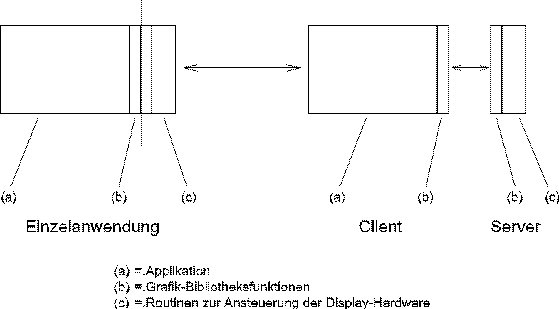 (a) (b) (c) (a) (b) (b) (c)
Einzelanwendung Client Server
(a) = Applikation
(b) = Grafik-Bibliotheksfunktionen
(c) = Routinen zur Ansteuerung der Display-Hardware